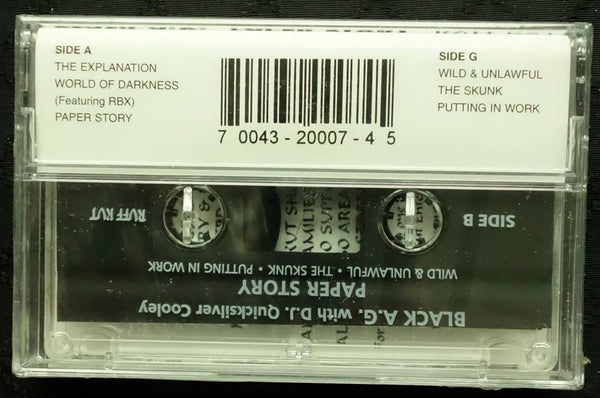 SIDE A
THE EXPLANATION
WORLD OF DARKNESS
(Featuring RBX)
PAPER STORY
7 0043 - 20007 - 4 5
SIDE G
WILD & UNLAWFUL
THE SKUNK
PUTTING IN WORK
BLACK A.G. with D.J. Quicksilver Cooley
PAPER STORY
WILD & UNLAWFUL • THE SKUNK • PUTTING IN WORK
SIDE B
RUFF KUT